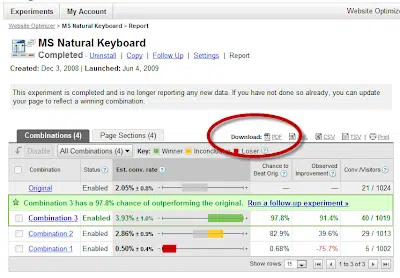 Experiments My Account Website Optimizer
Website Optimizer > MS Natural Keyboard > Report
MS Natural Keyboard
Completed - Uninstall | Copy | Follow Up | Settings | Report
Created: Dec 3, 2008 | Launched: Jun 4, 2009
This experiment is completed and is no longer reporting any new data. If you have not done so already, you can update
your page to reflect a winning combination.
Download: PDF XML CSV TSV | Print
Combinations (4) Page Sections (4)
Disable All Combinations (4) Key: Winner Inconclusive Loser ?
Combination Status ? Est. conv. rate Chance to Beat Orig. ? Observed Improvement ? Conv./Visitors ?
Original Enabled 2.05% ± 0.8% — — 21 / 1024
Combination 3 has a 97.8% chance of outperforming the original. Run a follow-up experiment »
Combination 3 Enabled 3.93% ± 1.0% 97.8% 91.4% 40 / 1019
Combination 2 Enabled 2.86% ± 0.9% 82.9% 39.6% 29 / 1013
Combination 1 Enabled 0.50% ± 0.4% 0.68% -75.7% 5 / 1002
Show rows: 15 1 to 3 of 3